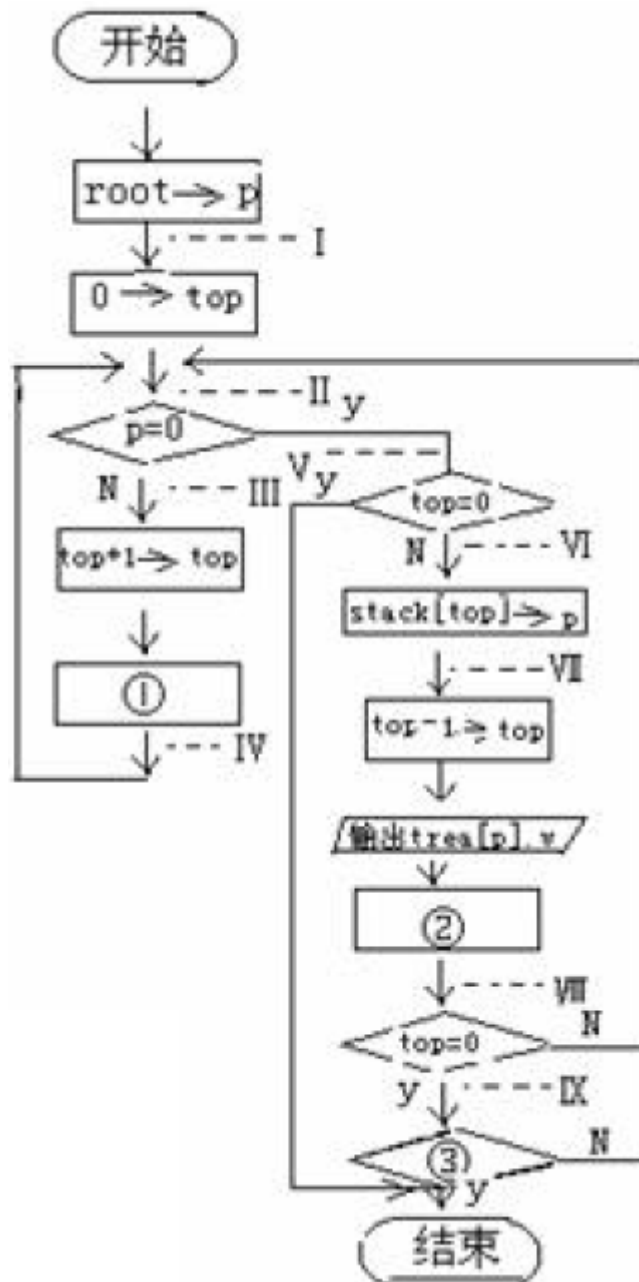 开始
root→p
I
0→top
II
p=0
y
N
III
top+1→top
①
IV
V
y
top=0
N
VI
stack[top]→p
VII
top-1→top
输出trea[p].w
②
VIII
top=0
N
y
IX
③
N
y
结束